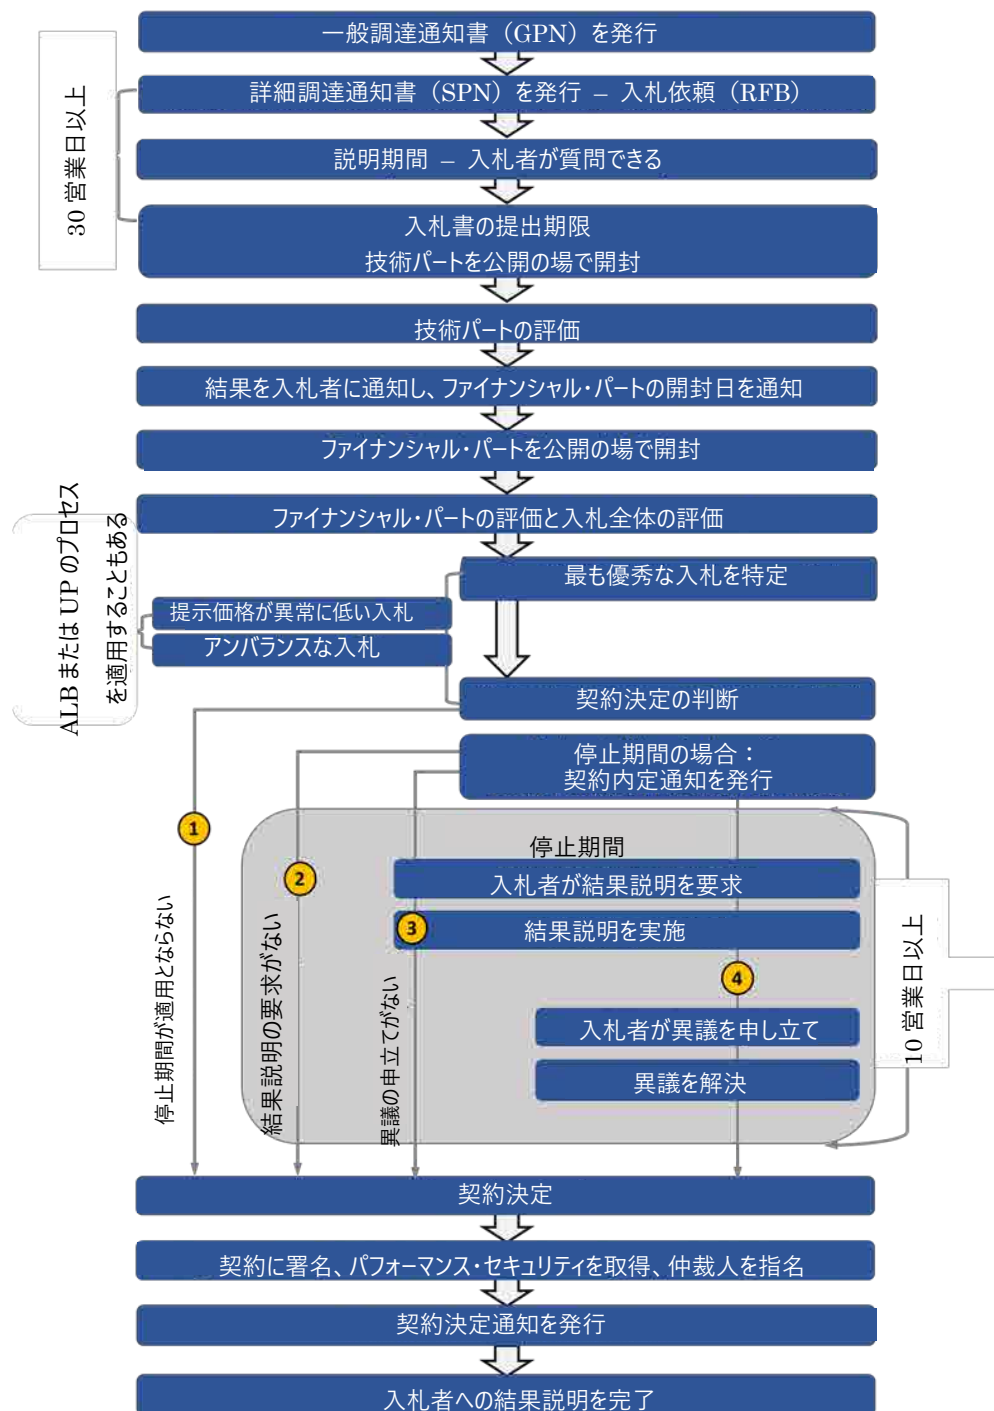 一般調達通知書（GPN）を発行
詳細調達通知書（SPN）を発行 – 入札依頼（RFB）
30 営業日以上
説明期間 – 入札者が質問できる
入札書の提出期限
技術パートを公開の場で開封
技術パートの評価
結果を入札者に通知し、ファイナンシャル・パートの開封日を通知
ファイナンシャル・パートを公開の場で開封
ファイナンシャル・パートの評価と入札全体の評価
ALB または UP のプロセス
を適用することもある
最も優秀な入札を特定
提示価格が異常に低い入札
アンバランスな入札
契約決定の判断
停止期間の場合：
契約内定通知を発行
1
停止期間
2
入札者が結果説明を要求
3
結果説明を実施
4
停止期間が適用とならない
結果説明の要求がない
異議の申立てがない
10 営業日以上
入札者が異議を申し立て
異議を解決
契約決定
契約に署名、パフォーマンス・セキュリティを取得、仲裁人を指名
契約決定通知を発行
入札者への結果説明を完了